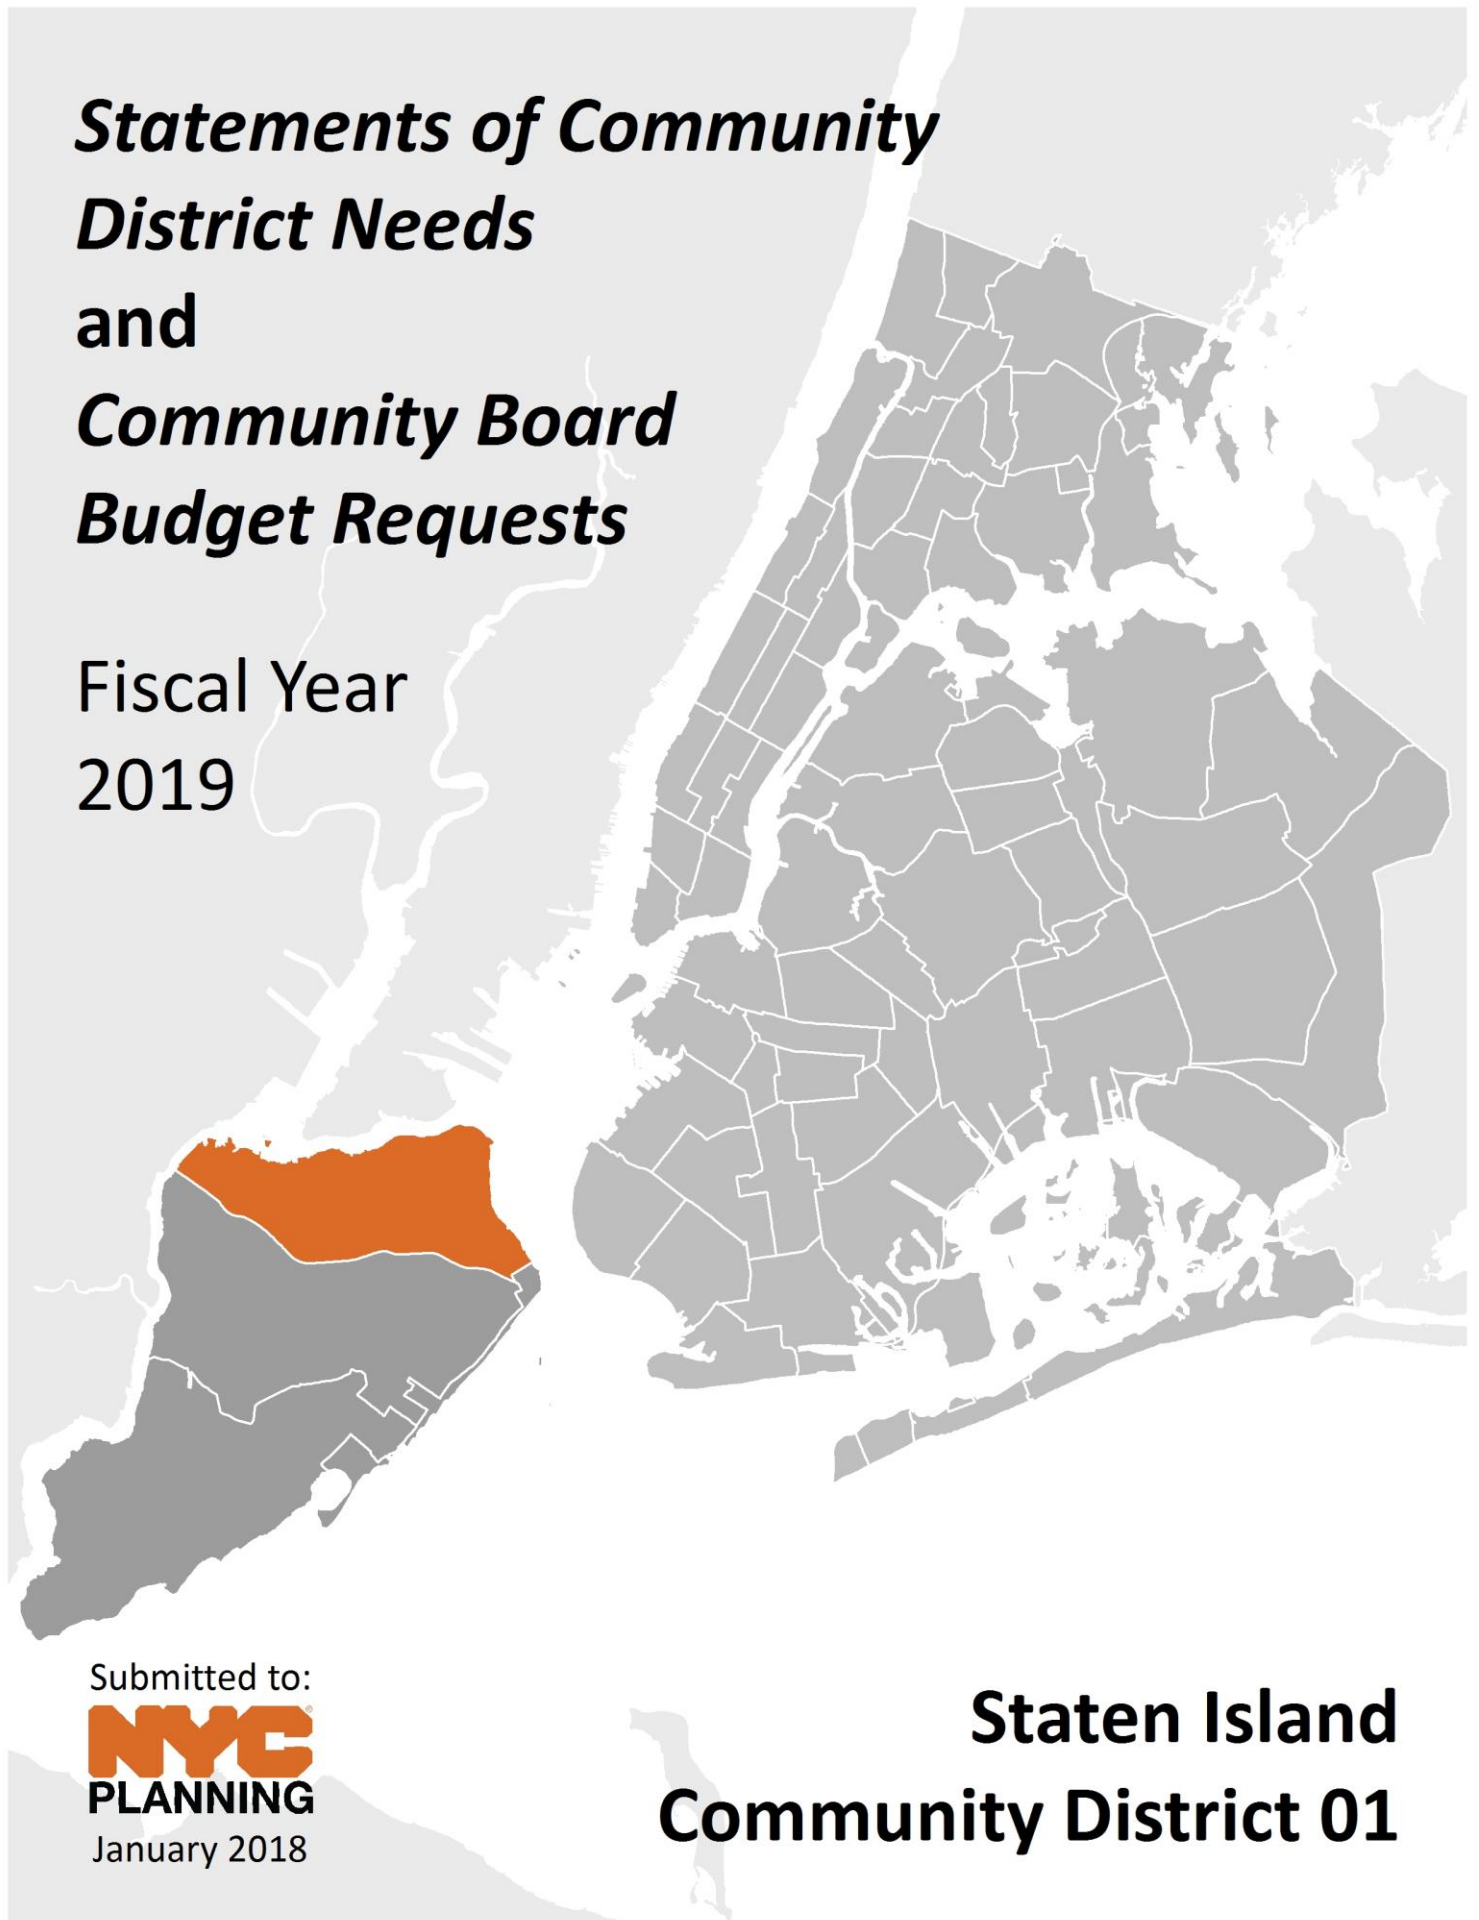 Statements of Community
District Needs
and
Community Board
Budget Requests
Fiscal Year
2019
Submitted to:
NYC
PLANNING
January 2018
Staten Island
Community District 01